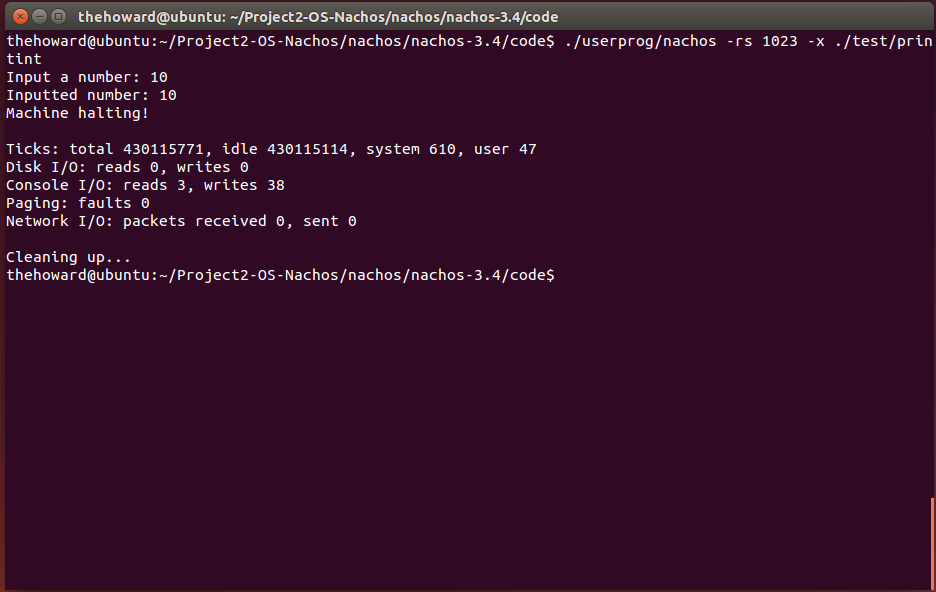 thehoward@ubuntu: ~/Project2-OS-Nachos/nachos/nachos-3.4/code
thehoward@ubuntu:~/Project2-OS-Nachos/nachos/nachos-3.4/code$ ./userprog/nachos -rs 1023 -x ./test/prin
tint
Input a number: 10
Inputted number: 10
Machine halting!

Ticks: total 430115771, idle 430115114, system 610, user 47
Disk I/O: reads 0, writes 0
Console I/O: reads 3, writes 38
Paging: faults 0
Network I/O: packets received 0, sent 0

Cleaning up...
thehoward@ubuntu:~/Project2-OS-Nachos/nachos/nachos-3.4/code$